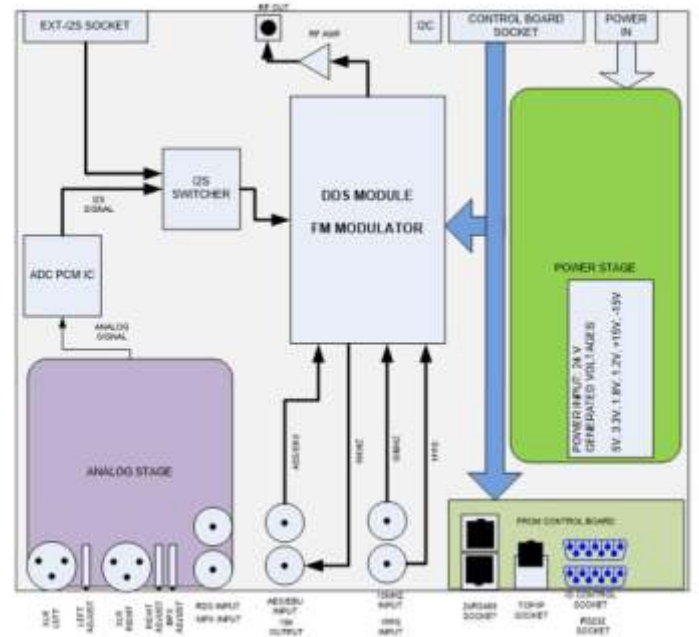 RF OUT
EXT-I2S SOCKET
I2C
CONTROL BOARD
SOCKET
POWER
IN
RF AMP
I2S
SWITCHER
DDS MODULE
FM MODULATOR
I2S
SIGNAL
ADC PCM IC
ANALOG
SIGNAL
POWER STAGE
POWER INPUT: 24 V
GENERATED VOLTAGES
5V, 3.3V, 1.8V, 1.2V, +15V, -15V
ANALOG STAGE
AES/EBU
10MHZ
1PPS
FROM CONTROL BOARD
XLR
LEFT
LEFT
ADJUST
XLR
RIGHT
RIGHT
ADJUST
MPX
ADJUST
RDS INPUT
MPX INPUT
AES/EBU
INPUT
19K
OUTPUT
10MHZ
INPUT
1PPS
INPUT
SOCKET
TCP/IP
SOCKET
IO CONTROL
SOCKET
RS232
SOCKET